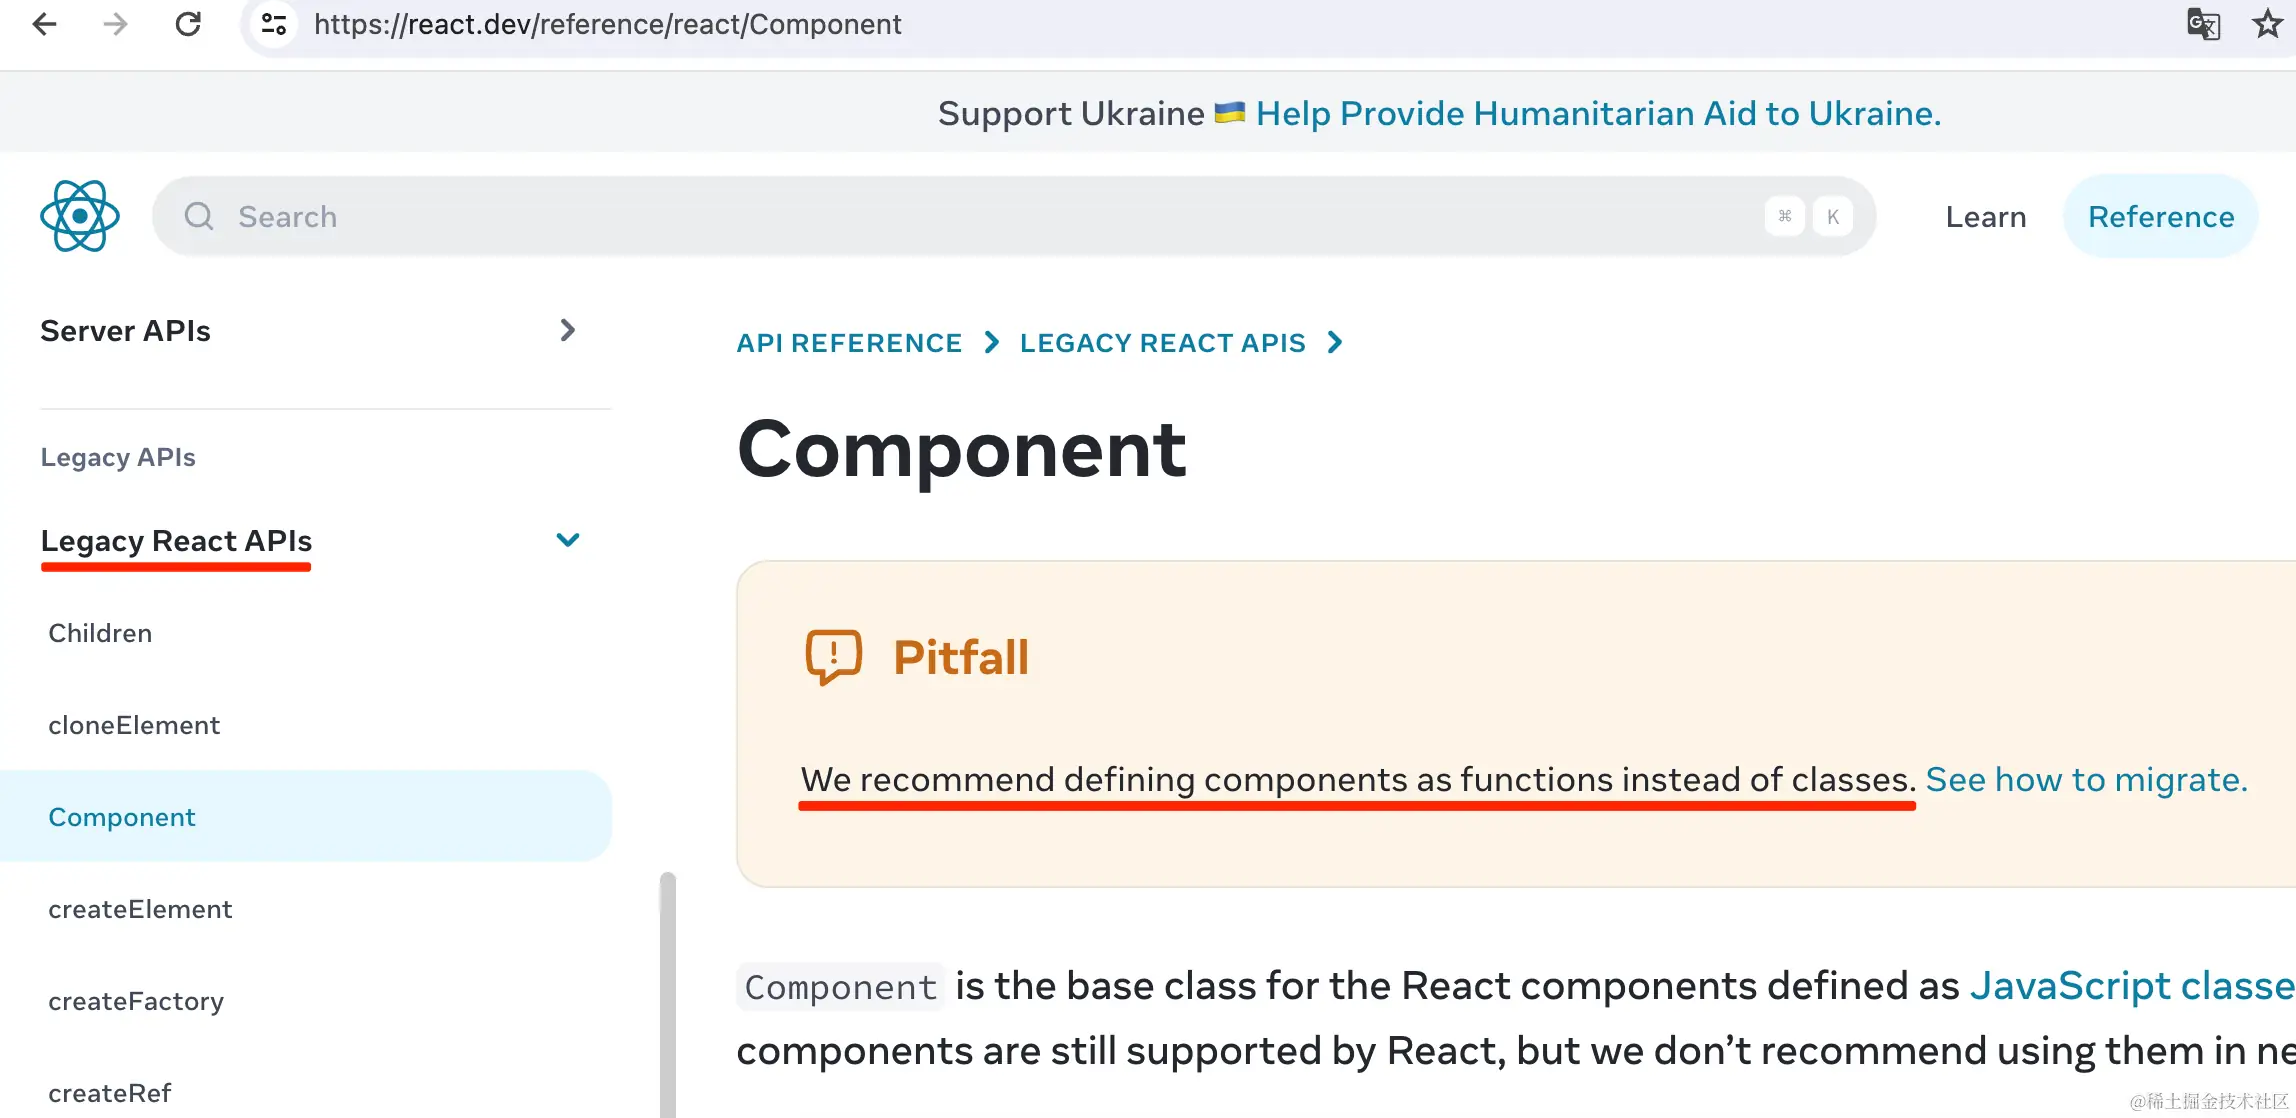 https://react.dev/reference/react/Component
Support Ukraine 🇺🇦 Help Provide Humanitarian Aid to Ukraine.
Search
⌘ K
Learn
Reference
Server APIs
Legacy APIs
Legacy React APIs
Children
cloneElement
Component
createElement
createFactory
createRef
API REFERENCE > LEGACY REACT APIS >
Component
Pitfall
We recommend defining components as functions instead of classes. See how to migrate.
Component is the base class for the React components defined as JavaScript classe
components are still supported by React, but we don’t recommend using them in ne
@稀土掘金技术社区